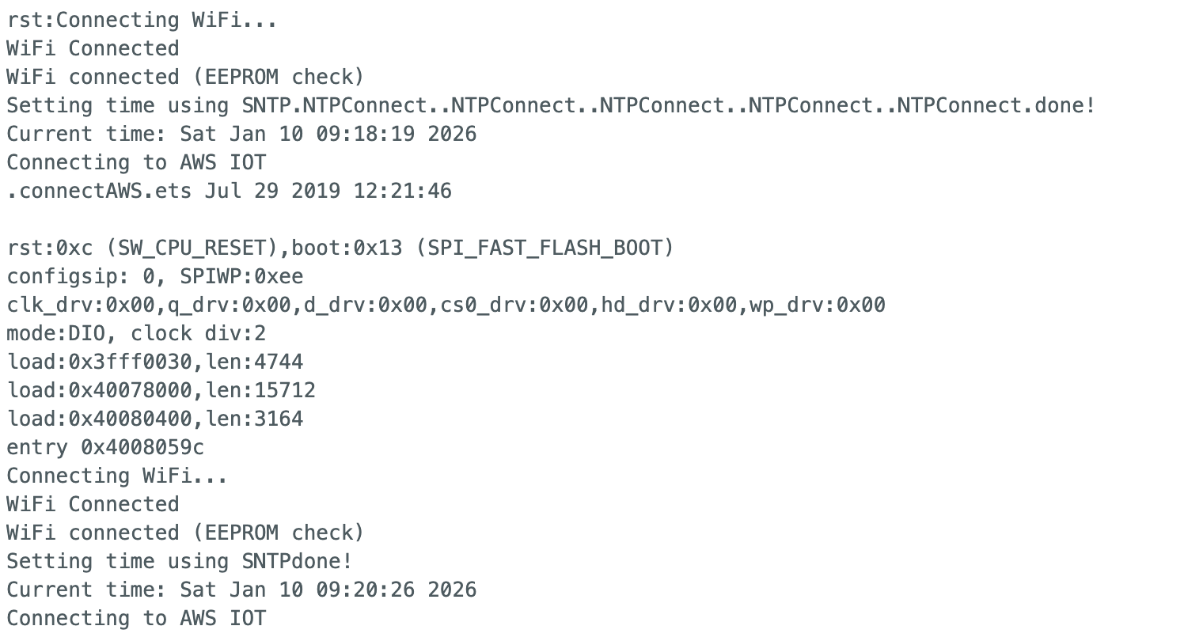 rst:Connecting WiFi...
WiFi Connected
WiFi connected (EEPROM check)
Setting time using SNTP.NTPConnect..NTPConnect..NTPConnect..NTPConnect..NTPConnect.done!
Current time: Sat Jan 10 09:18:19 2026
Connecting to AWS IOT
.connectAWS.ets Jul 29 2019 12:21:46

rst:0xc (SW_CPU_RESET),boot:0x13 (SPI_FAST_FLASH_BOOT)
configsip: 0, SPIWP:0xee
clk_drv:0x00,q_drv:0x00,d_drv:0x00,cs0_drv:0x00,hd_drv:0x00,wp_drv:0x00
mode:DIO, clock div:2
load:0x3fff0030,len:4744
load:0x40078000,len:15712
load:0x40080400,len:3164
entry 0x4008059c
Connecting WiFi...
WiFi Connected
WiFi connected (EEPROM check)
Setting time using SNTPdone!
Current time: Sat Jan 10 09:20:26 2026
Connecting to AWS IOT